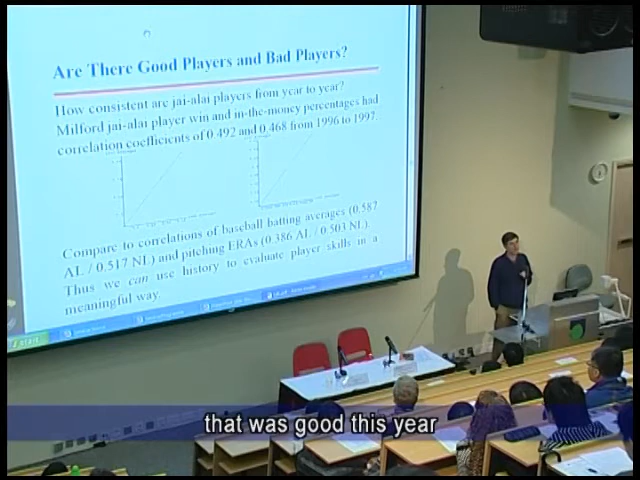 Are There Good Players and Bad Players?
How consistent are jai-alai players from year to year?
Milford jai-alai player win and in-the-money percentages had
correlation coefficients of 0.492 and 0.468 from 1996 to 1997.
Compare to correlations of baseball batting averages (0.587
AL / 0.517 NL) and pitching ERAs (0.386 AL / 0.503 NL).
Thus we can use history to evaluate player skills in a
meaningful way.
start
that was good this year